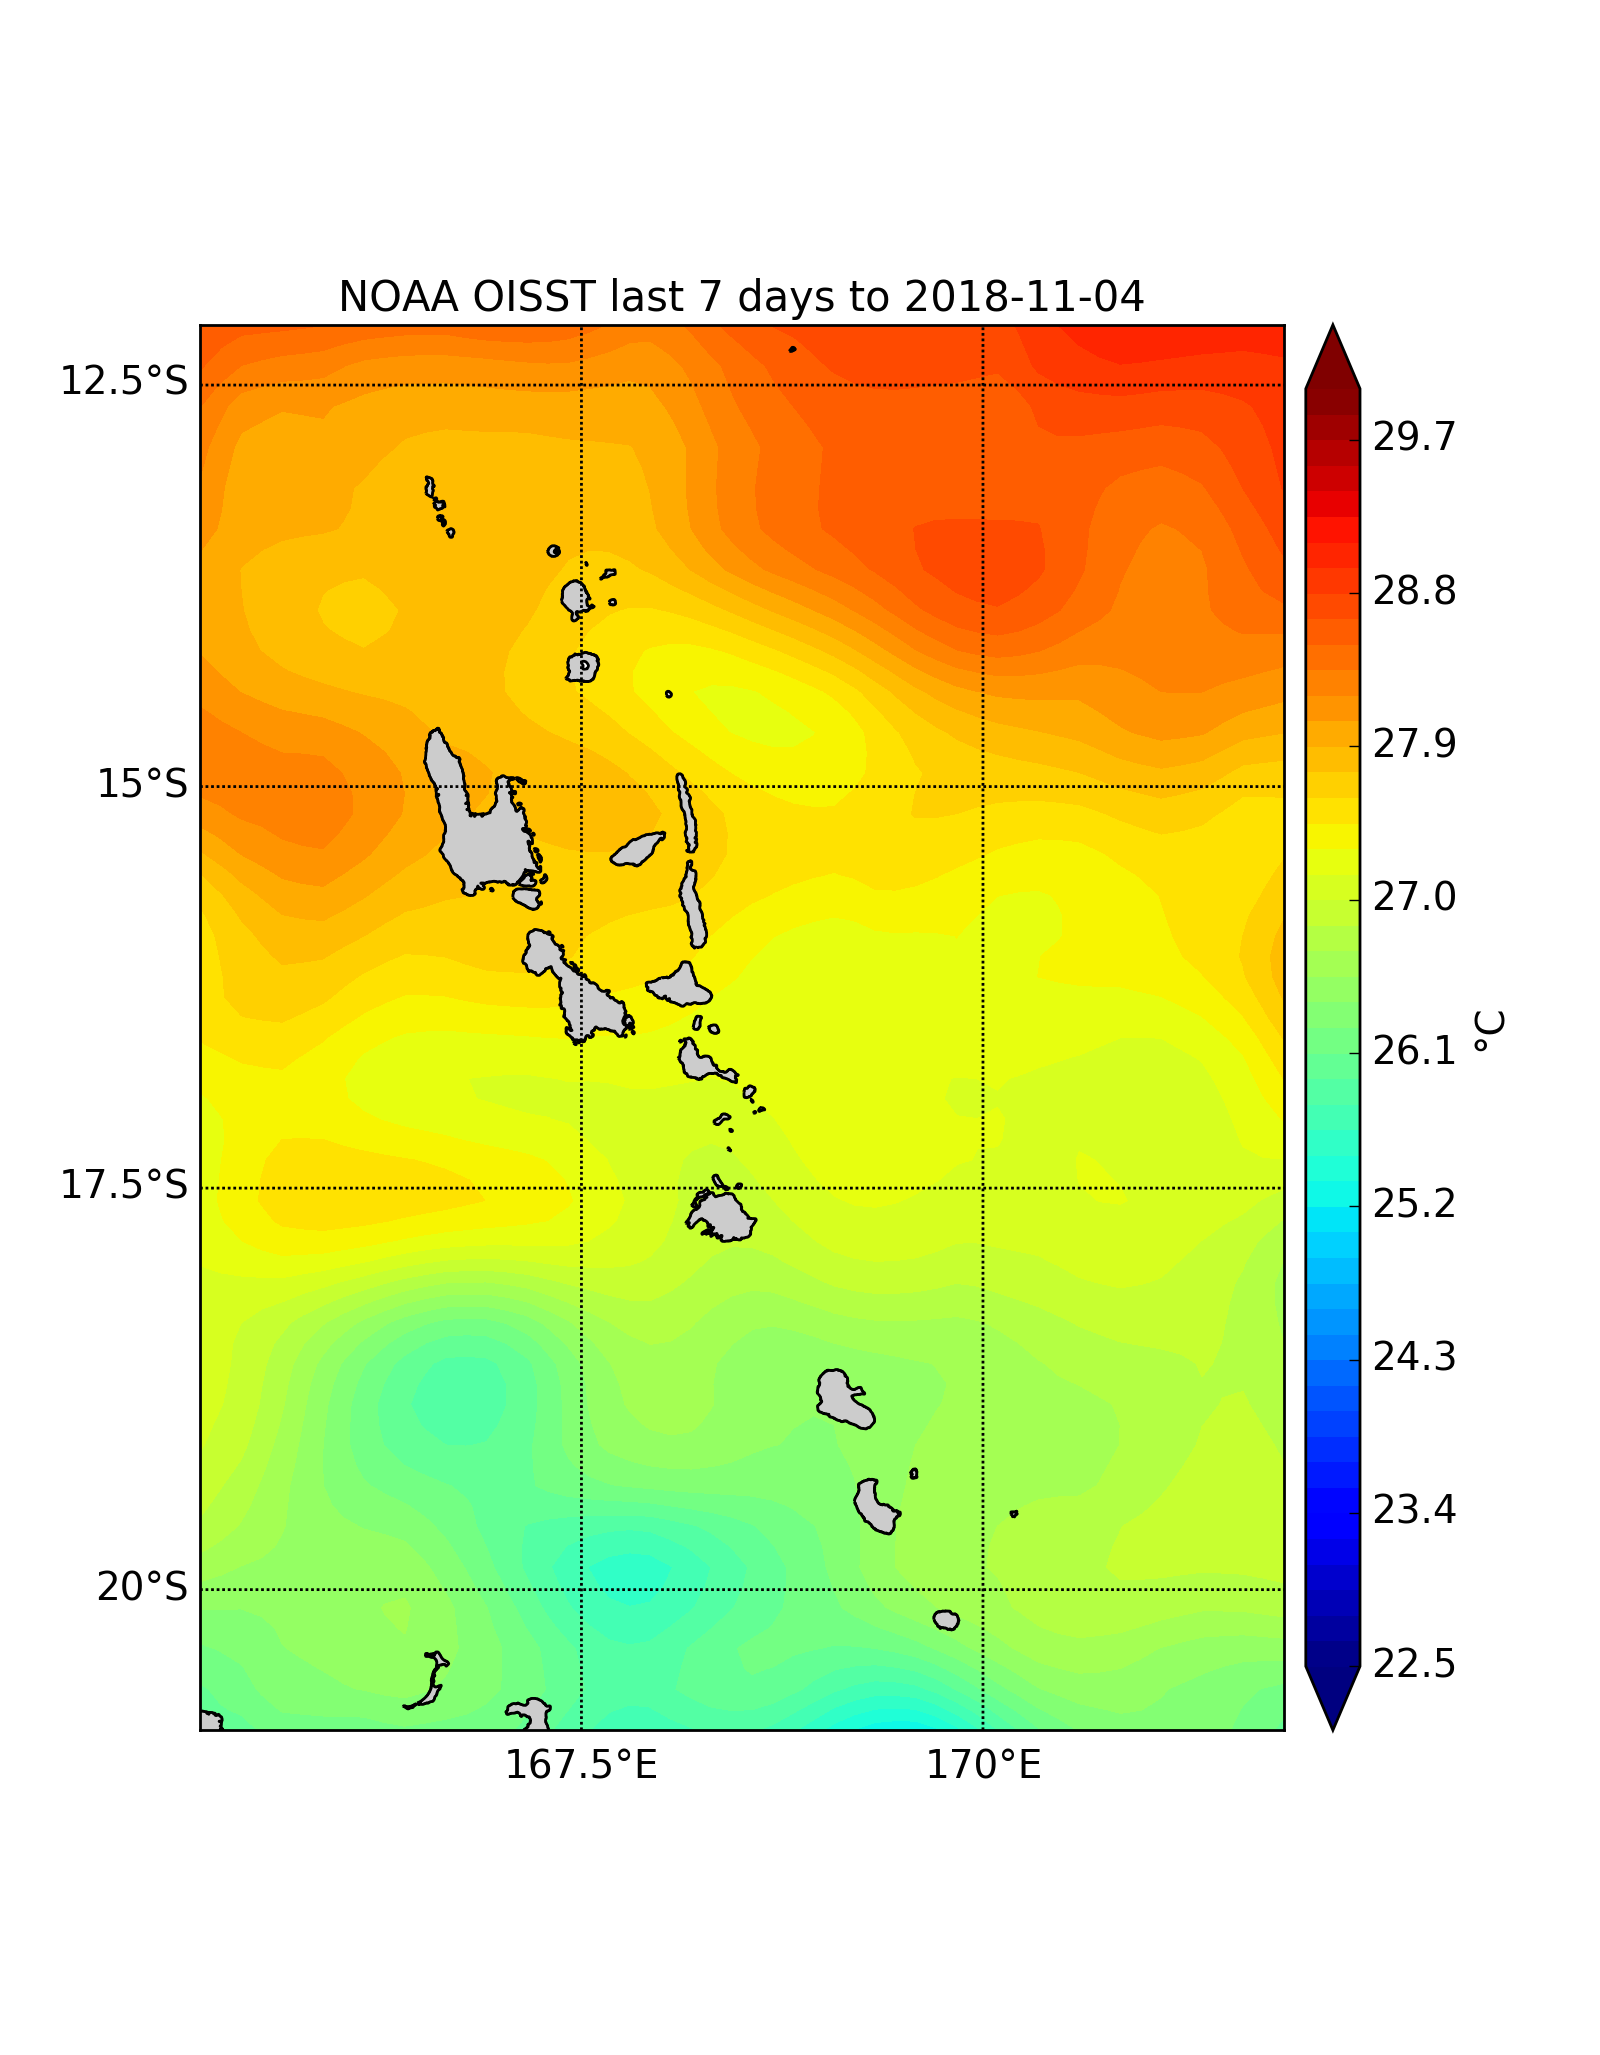 NOAA OISST last 7 days to 2018-11-04
12.5°S
15°S
17.5°S
20°S
167.5°E
170°E
29.7
28.8
27.9
27.0
26.1
25.2
24.3
23.4
22.5
°C